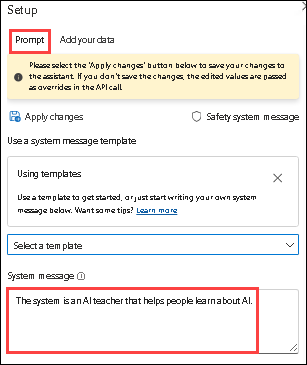 Setup
Prompt
Add your data
Please select the 'Apply changes' button below to save your changes to
the assistant. If you don't save the changes, the edited values are passed
as overrides in the API call.
Apply changes
Safety system message
Use a system message template
Using templates
Use a template to get started, or just start writing your own system
message below. Want some tips? Learn more
Select a template
System message
The system is an AI teacher that helps people learn about AI.